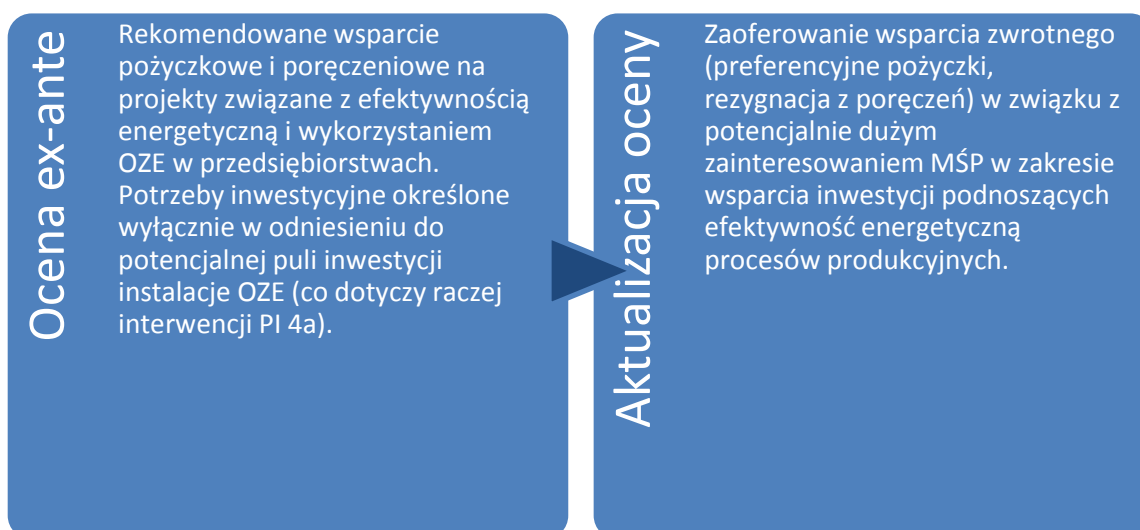 Ocena ex-ante
Rekomendowane wsparcie
pożyczkowe i poręczeniowe na
projekty związane z efektywnością
energetyczną i wykorzystaniem
OZE w przedsiębiorstwach.
Potrzeby inwestycyjne określone
wyłącznie w odniesieniu do
potencjalnej puli inwestycji
instalacje OZE (co dotyczy raczej
interwencji PI 4a).
Aktualizacja oceny
Zaoferowanie wsparcia zwrotnego
(preferencyjne pożyczki,
rezygnacja z poręczeń) w związku z
potencjalnie dużym
zainteresowaniem MŚP w zakresie
wsparcia inwestycji podnoszących
efektywność energetyczną
procesów produkcyjnych.